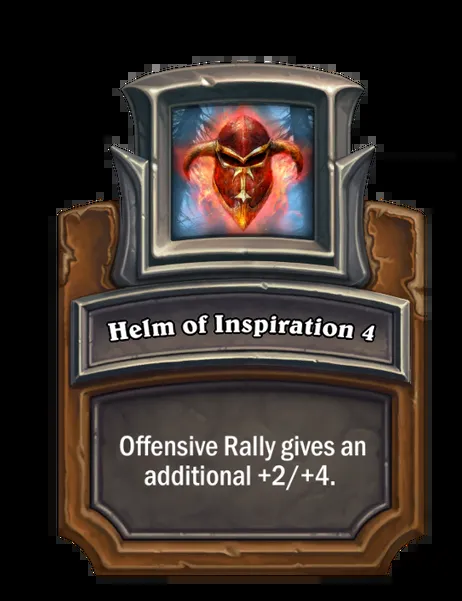 Helm of Inspiration 4
Offensive Rally gives an
additional +2/+4.